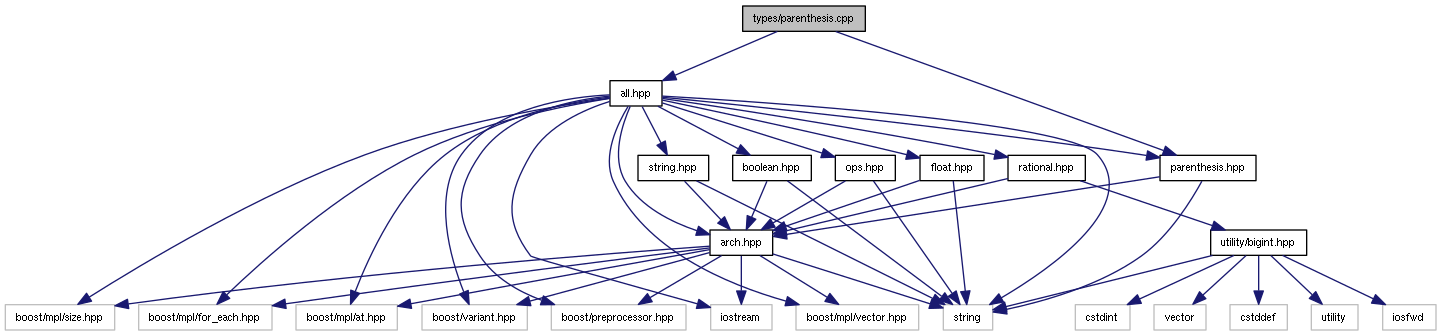 types/parenthesis.cpp
all.hpp
string.hpp
boolean.hpp
ops.hpp
float.hpp
rational.hpp
parenthesis.hpp
arch.hpp
utility/bigint.hpp
boost/mpl/size.hpp
boost/mpl/for_each.hpp
boost/mpl/at.hpp
boost/variant.hpp
boost/preprocessor.hpp
iostream
boost/mpl/vector.hpp
string
cstdint
vector
cstddef
utility
iosfwd